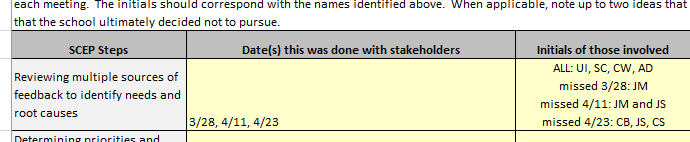 each meeting. The initials should correspond with the names identified above. When applicable, note up to two ideas that
that the school ultimately decided not to pursue.
SCEP Steps Date(s) this was done with stakeholders Initials of those involved
Reviewing multiple sources of
feedback to identify needs and
root causes
3/28, 4/11, 4/23
ALL: UI, SC, CW, AD
missed 3/28: JM
missed 4/11: JM and JS
missed 4/23: CB, JS, CS
Determining priorities and